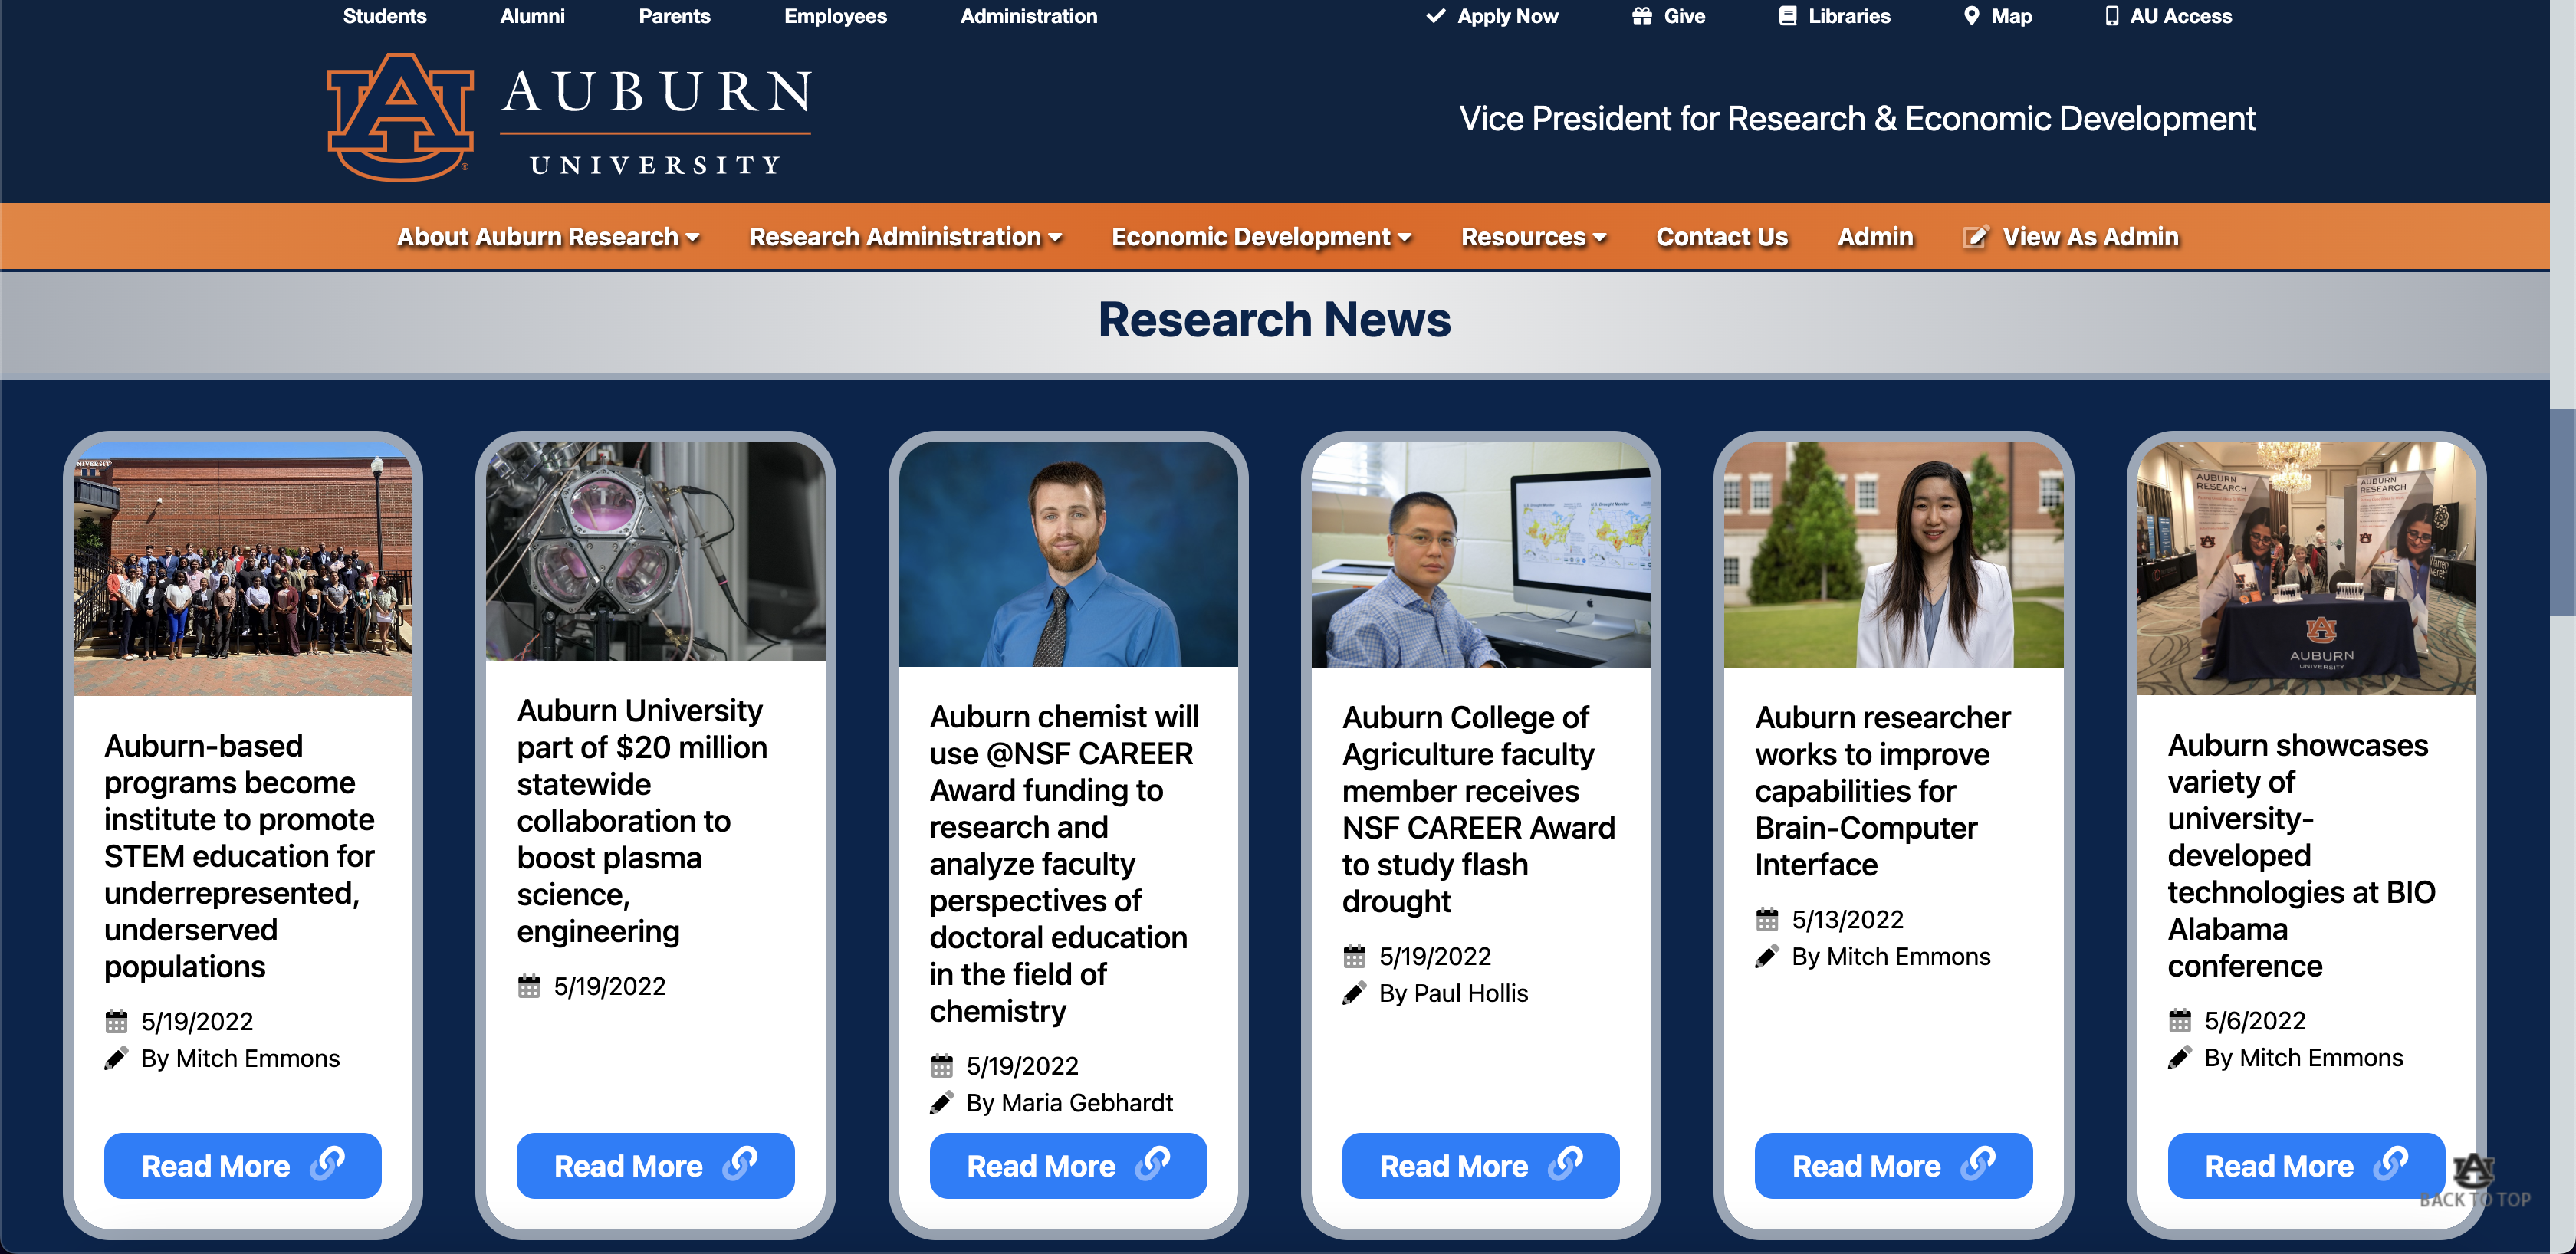 Students Alumni Parents Employees Administration Apply Now Give Libraries Map AU Access
AUBURN
UNIVERSITY
Vice President for Research & Economic Development
About Auburn Research Research Administration Economic Development Resources Contact Us Admin View As Admin
Research News
Auburn-based
programs become
institute to promote
STEM education for
underrepresented,
underserved
populations
5/19/2022
By Mitch Emmons
Read More
Auburn University
part of $20 million
statewide
collaboration to
boost plasma
science,
engineering
5/19/2022
Read More
Auburn chemist will
use @NSF CAREER
Award funding to
research and
analyze faculty
perspectives of
doctoral education
in the field of
chemistry
5/19/2022
By Maria Gebhardt
Read More
Auburn College of
Agriculture faculty
member receives
NSF CAREER Award
to study flash
drought
5/19/2022
By Paul Hollis
Read More
Auburn researcher
works to improve
capabilities for
Brain-Computer
Interface
5/13/2022
By Mitch Emmons
Read More
AUBURN
RESEARCH
AUBURN
RESEARCH
AUBURN
UNIVERSITY
Auburn showcases
variety of
university-
developed
technologies at BIO
Alabama
conference
5/6/2022
By Mitch Emmons
Read More
BACK TO TOP